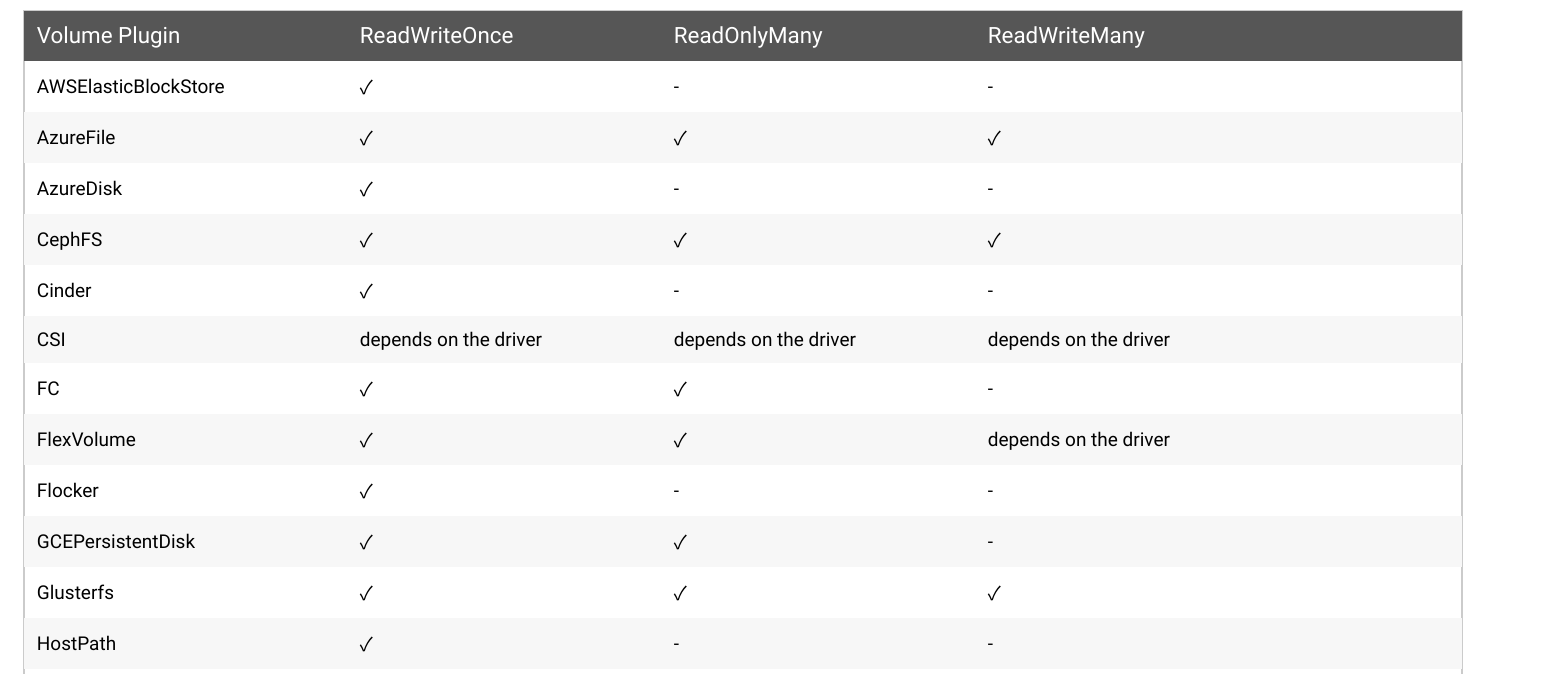 Volume Plugin ReadWriteOnce ReadOnlyMany ReadWriteMany
AWSElasticBlockStore ✓ - -
AzureFile ✓ ✓ ✓
AzureDisk ✓ - -
CephFS ✓ ✓ ✓
Cinder ✓ - -
CSI depends on the driver depends on the driver depends on the driver
FC ✓ ✓ -
FlexVolume ✓ ✓ depends on the driver
Flocker ✓ - -
GCEPersistentDisk ✓ ✓ -
Glusterfs ✓ ✓ ✓
HostPath ✓ - -